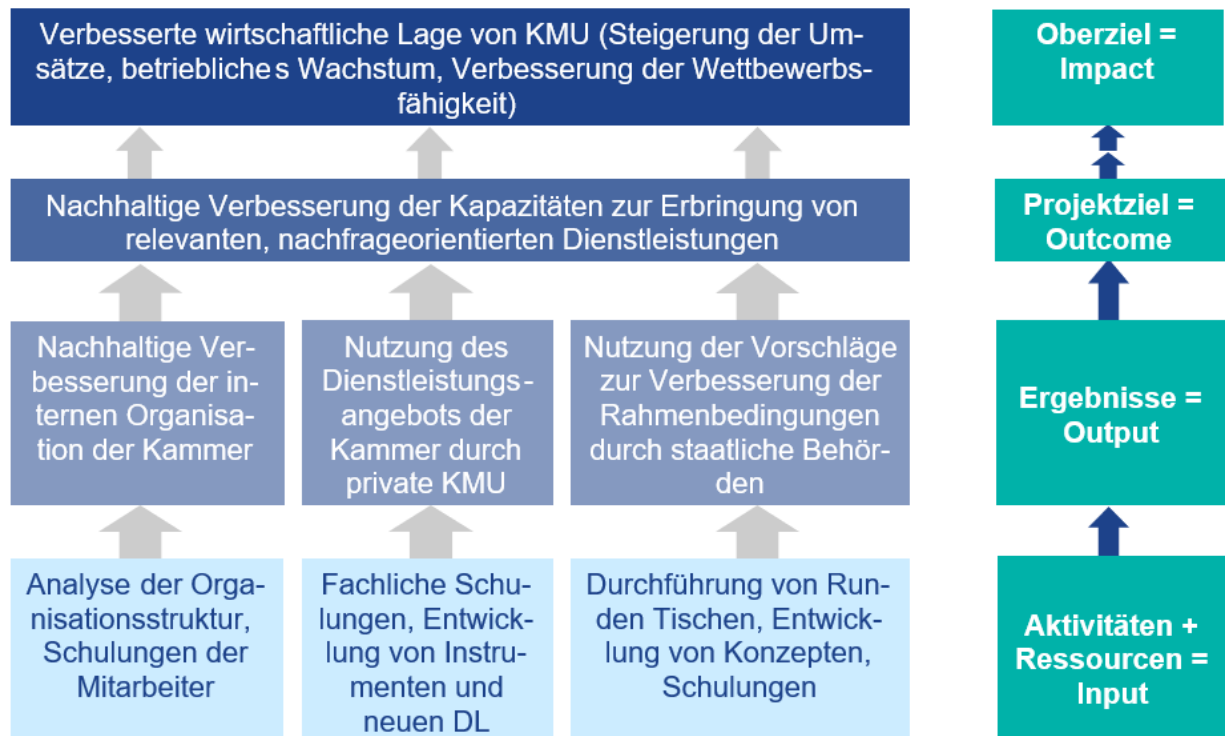 Verbesserte wirtschaftliche Lage von KMU (Steigerung der Um-
sätze, betriebliches Wachstum, Verbesserung der Wettbewerbs-
fähigkeit)
Oberziel =
Impact
Nachhaltige Verbesserung der Kapazitäten zur Erbringung von
relevanten, nachfrageorientierten Dienstleistungen
Projektziel =
Outcome
Nachhaltige Ver-
besserung der in-
ternen Organisa-
tion der Kammer
Nutzung des
Dienstleistungs-
angebots der
Kammer durch
private KMU
Nutzung der Vorschläge
zur Verbesserung der
Rahmenbedingungen
durch staatliche Behör-
den
Ergebnisse =
Output
Analyse der Orga-
nisationsstruktur,
Schulungen der
Mitarbeiter
Fachliche Schu-
lungen, Entwick-
lung von Instru-
menten und
neuen DL
Durchführung von Run-
den Tischen, Entwick-
lung von Konzepten,
Schulungen
Aktivitäten +
Ressourcen =
Input